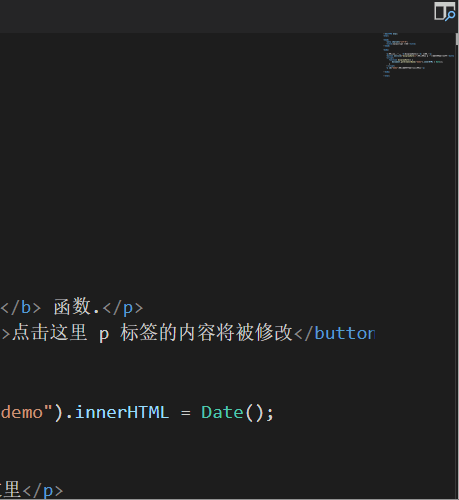 </b> 函数.</p>
>点击这里 p 标签的内容将被修改</button
demo").innerHTML = Date();
里</p>